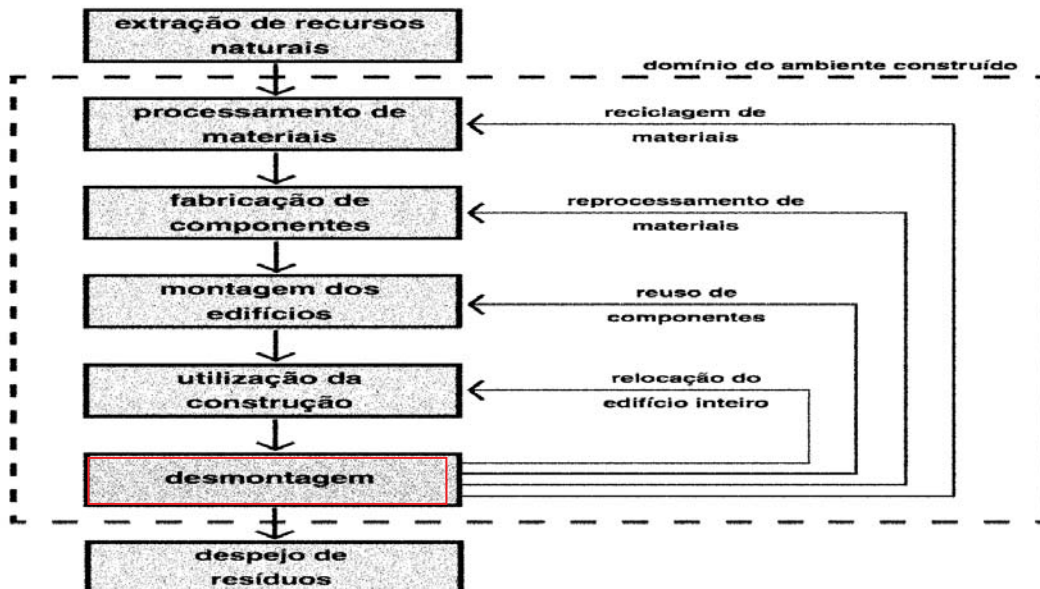 extração de recursos
naturais
domínio do ambiente construído
processamento de
materiais
reciclagem de
materiais
fabricação de
componentes
reprocessamento de
materiais
montagem dos
edifícios
reuso de
componentes
utilização da
construção
relocação do
edifício inteiro
desmontagem
despejo de
resíduos